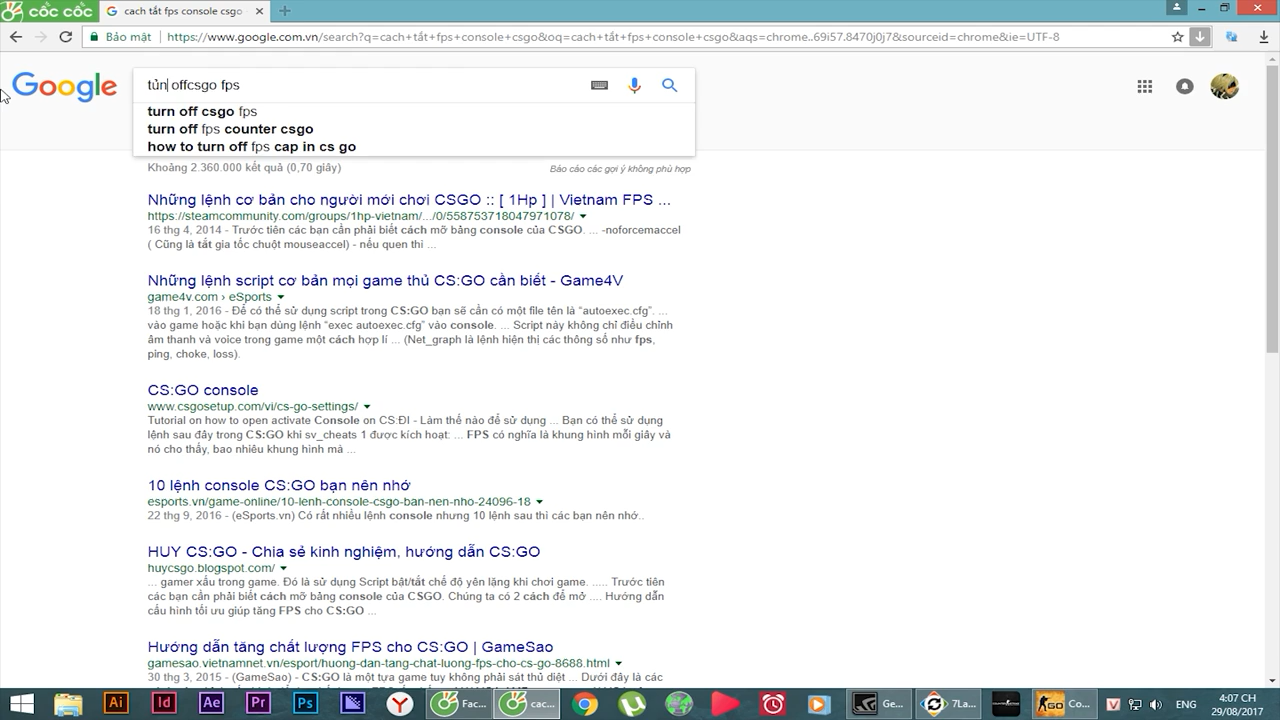 cốc cốc
cach tắt fps console csgo
Bảo mật
https://www.google.com.vn/search?q=cach+tắt+fps+console+csgo&oq=cach+tắt+fps+console+csgo&aqs=chrome..69i57.8470j0j7&sourceid=chrome&ie=UTF-8
Google
tủn offcsgo fps
turn off csgo fps
turn off fps counter csgo
how to turn off fps cap in cs go
Khoảng 2.360.000 kết quả (0,70 giây)
Báo cáo các gợi ý không phù hợp
Những lệnh cơ bản cho người mới chơi CSGO :: [ 1Hp ] | Vietnam FPS ...
https://steamcommunity.com/groups/1hp-vietnam/.../0/558753718047971078/
16 thg 4, 2014 - Trước tiên các bạn cần phải biết cách mỡ bảng console của CSGO. ... -noforcemaccel
( Cũng là tắt gia tốc chuột mouseaccel) - nếu quen thi ...
Những lệnh script cơ bản mọi game thủ CS:GO cần biết - Game4V
game4v.com › eSports
18 thg 1, 2016 - Để có thể sử dụng script trong CS:GO bạn sẽ cần có một file tên là “autoexec.cfg”. ...
vào game hoặc khi bạn dùng lệnh “exec autoexec.cfg” vào console. ... Script này không chỉ điều chỉnh
âm thanh và voice trong game một cách hợp lí ... (Net_graph là lệnh hiện thị các thông số như fps,
ping, choke, loss).
CS:GO console
www.csgosetup.com/vi/cs-go-settings/
Tutorial on how to open activate Console on CS:ĐI - Làm thế nào để sử dụng ... Bạn có thể sử dụng
lệnh sau đây trong CS:GO khi sv_cheats 1 được kích hoạt: ... FPS có nghĩa là khung hình mỗi giây và
nó cho thấy, bao nhiêu khung hình mà ...
10 lệnh console CS:GO bạn nên nhớ
esports.vn/game-online/10-lenh-console-csgo-ban-nen-nho-24096-18
22 thg 9, 2016 - (eSports.vn) Có rất nhiều lệnh console nhưng 10 lệnh sau thì các bạn nên nhớ..
HUY CS:GO - Chia sẻ kinh nghiệm, hướng dẫn CS:GO
huycsgo.blogspot.com/
... gamer xấu trong game. Đó là sử dụng Script bật/tắt chế độ yên lặng khi chơi game. ..... Trước tiên
các bạn cần phải biết cách mỡ bảng console của CSGO. Chúng ta có 2 cách để mở .... Hướng dẫn
cấu hình tối ưu giúp tăng FPS cho CS:GO ...
Hướng dẫn tăng chất lượng FPS cho CS:GO | GameSao
gamesao.vietnamnet.vn/esport/huong-dan-tang-chat-luong-fps-cho-cs-go-8688.html
30 thg 3, 2015 - (GameSao) - CS:GO là một tựa game tuy không phải thủ diệt ... Dưới đây là các
Ai
Id
Ae
Pr
Ps
Fac...
cac...
Ge...
7La...
Co...
V
ENG
4:07 CH
29/08/2017